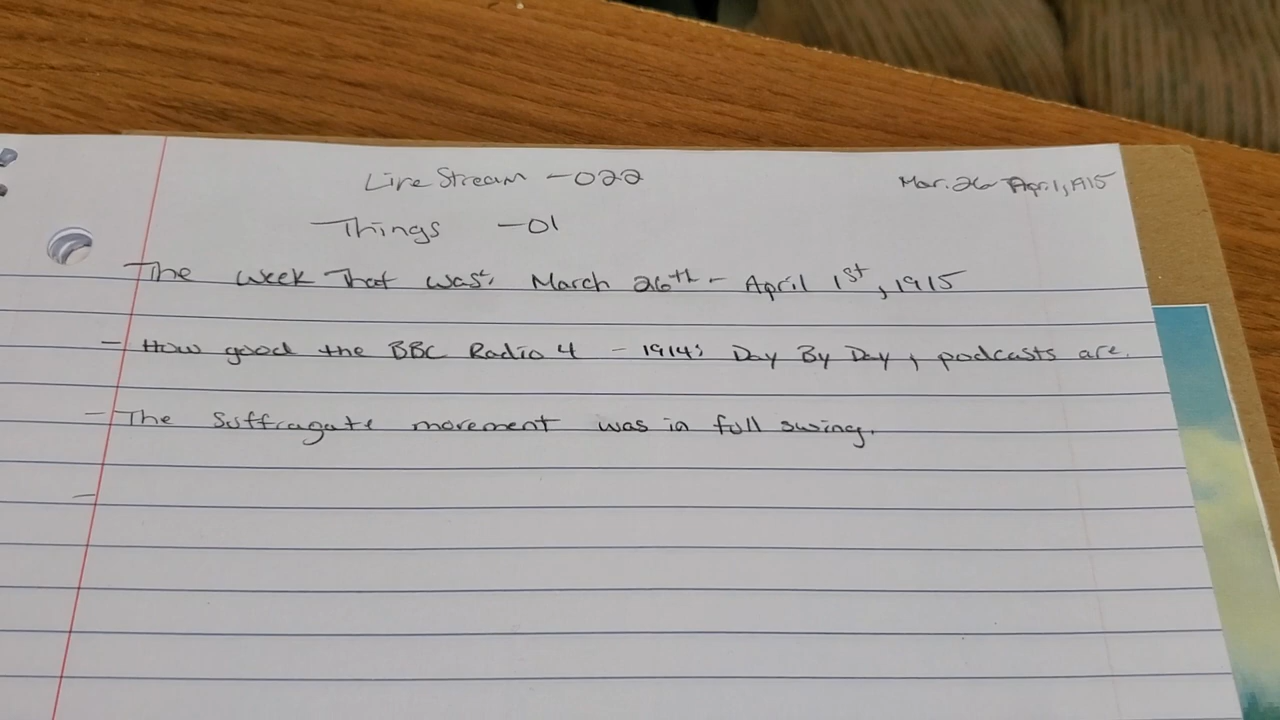 Live Stream -022
Mar. 26 - April 1, 1915
Things -01
The Week That Was: March 26th - April 1st, 1915
- How good the BBC Radio 4 - 1914: Day By Day, podcasts are.
- The Suffragate movement was in full swing.
-